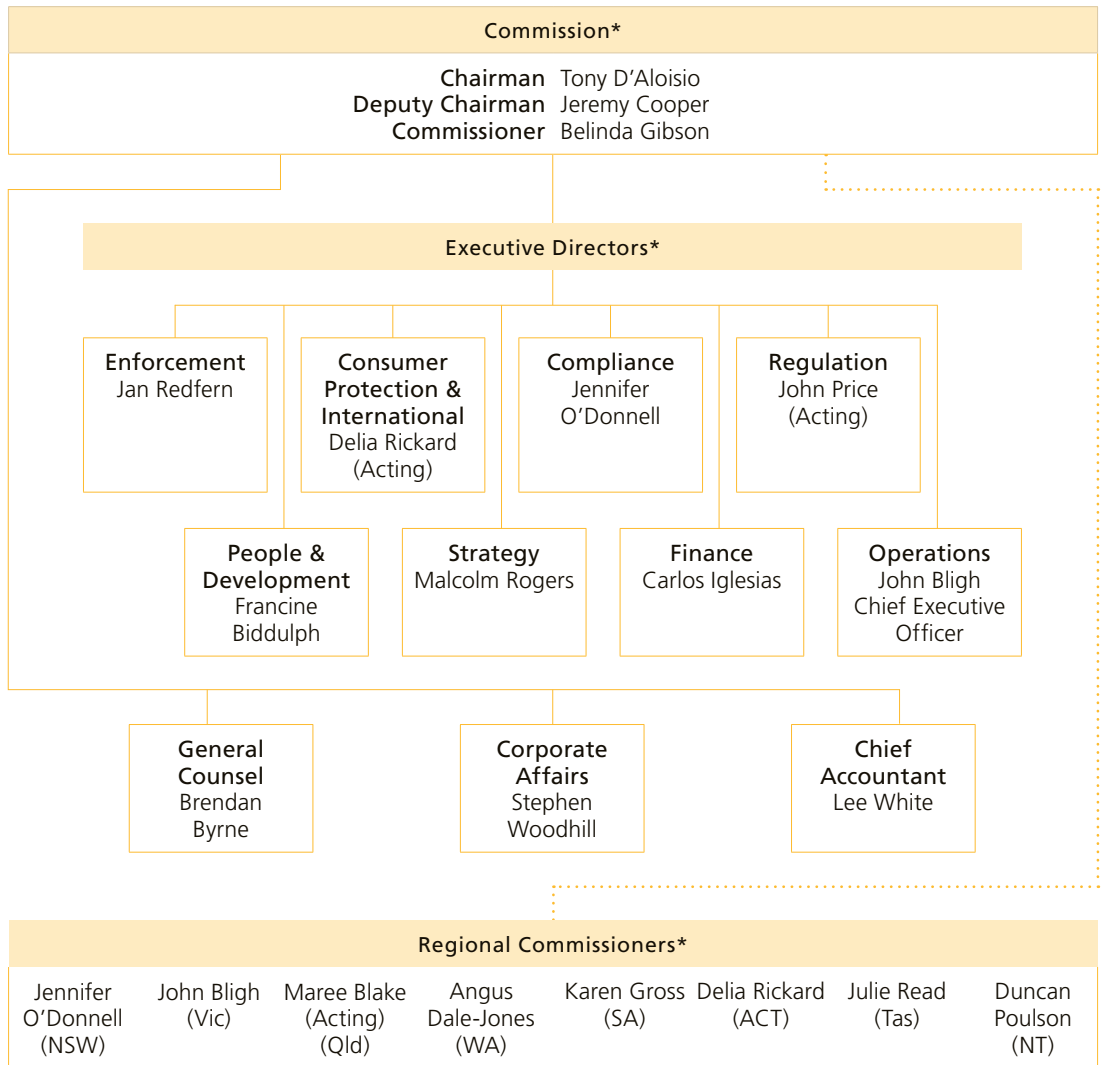 Commission*
Chairman Tony D'Aloisio
Deputy Chairman Jeremy Cooper
Commissioner Belinda Gibson
Executive Directors*
Enforcement
Jan Redfern
Consumer
Protection &
International
Delia Rickard
(Acting)
Compliance
Jennifer
O'Donnell
Regulation
John Price
(Acting)
People &
Development
Francine
Biddulph
Strategy
Malcolm Rogers
Finance
Carlos Iglesias
Operations
John Bligh
Chief Executive
Officer
General
Counsel
Brendan
Byrne
Corporate
Affairs
Stephen
Woodhill
Chief
Accountant
Lee White
Regional Commissioners*
Jennifer
O'Donnell
(NSW)
John Bligh
(Vic)
Maree Blake
(Acting)
(Qld)
Angus
Dale-Jones
(WA)
Karen Gross
(SA)
Delia Rickard
(ACT)
Julie Read
(Tas)
Duncan
Poulson
(NT)